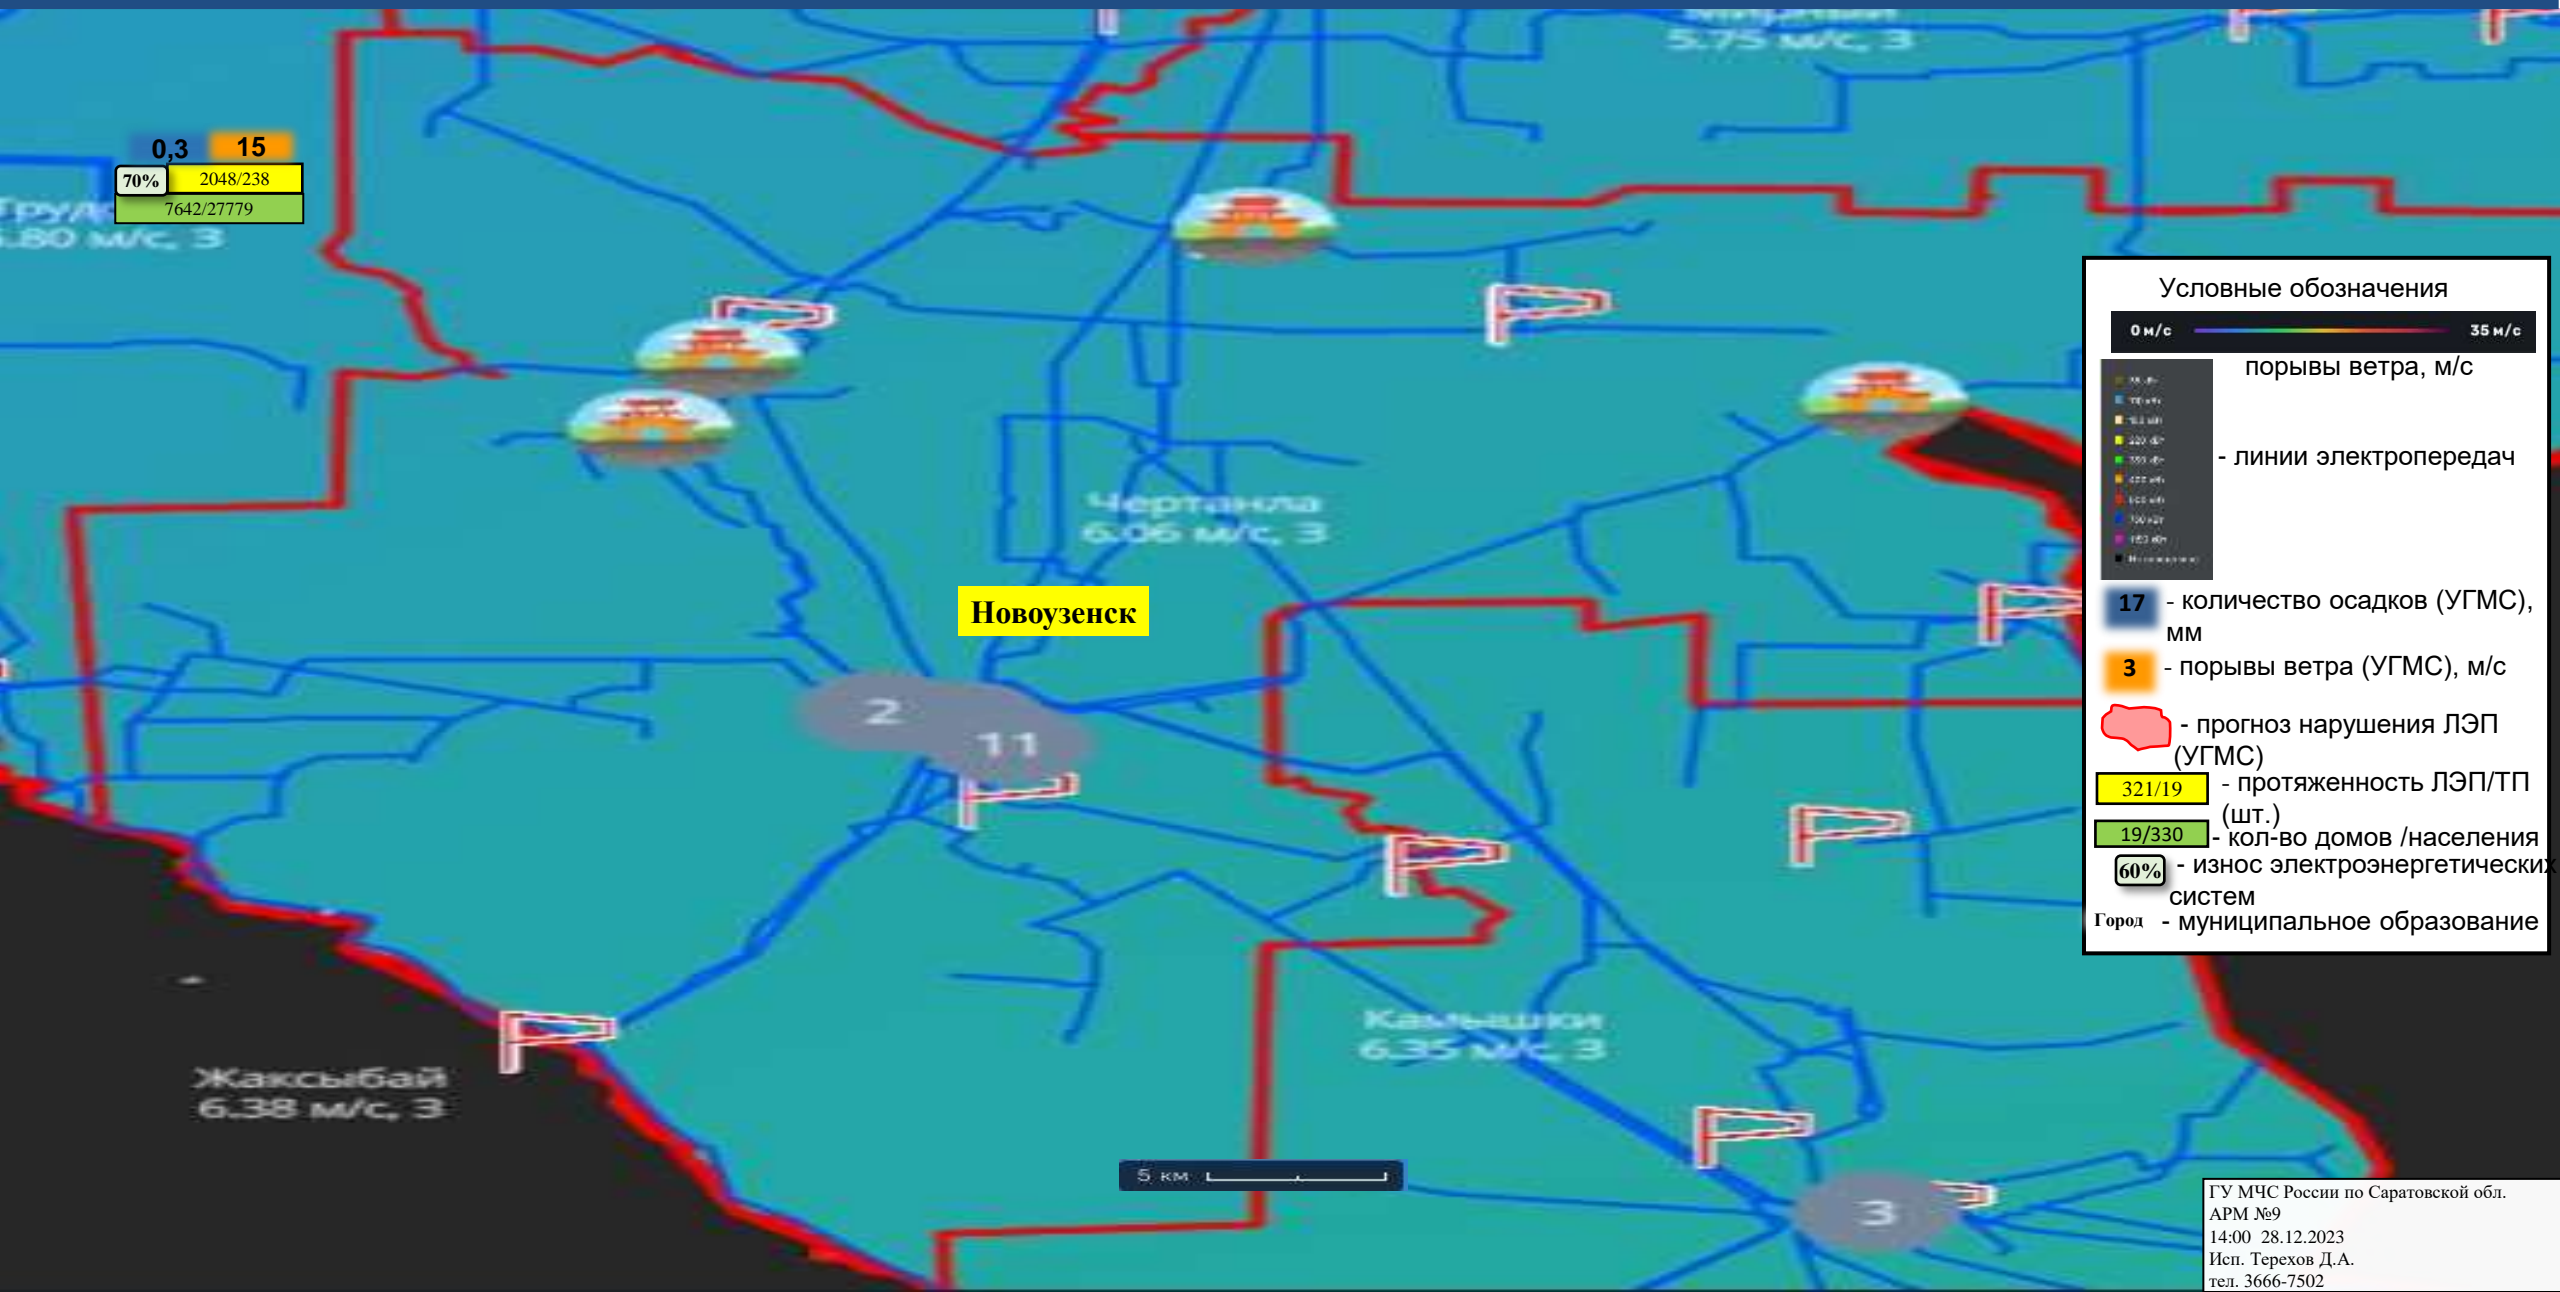 5.75 м/с, 3
0,3
15
70%
2048/238
7642/27779
.80 м/с, 3
Чертанла
6.06 м/с, 3
Новоузенск
2
11
Камышки
6.35 м/с, 3
Жаксыбай
6.38 м/с, 3
5 км
3
Условные обозначения
0 м/с
35 м/с
порывы ветра, м/с
- линии электропередач
17
- количество осадков (УГМС),
мм
3
- порывы ветра (УГМС), м/с
- прогноз нарушения ЛЭП
(УГМС)
321/19
- протяженность ЛЭП/ТП
(шт.)
19/330
- кол-во домов /населения
60%
- износ электроэнергетических
систем
Город
- муниципальное образование
ГУ МЧС России по Саратовской обл.
АРМ №9
14:00 28.12.2023
Исп. Терехов Д.А.
тел. 3666-7502